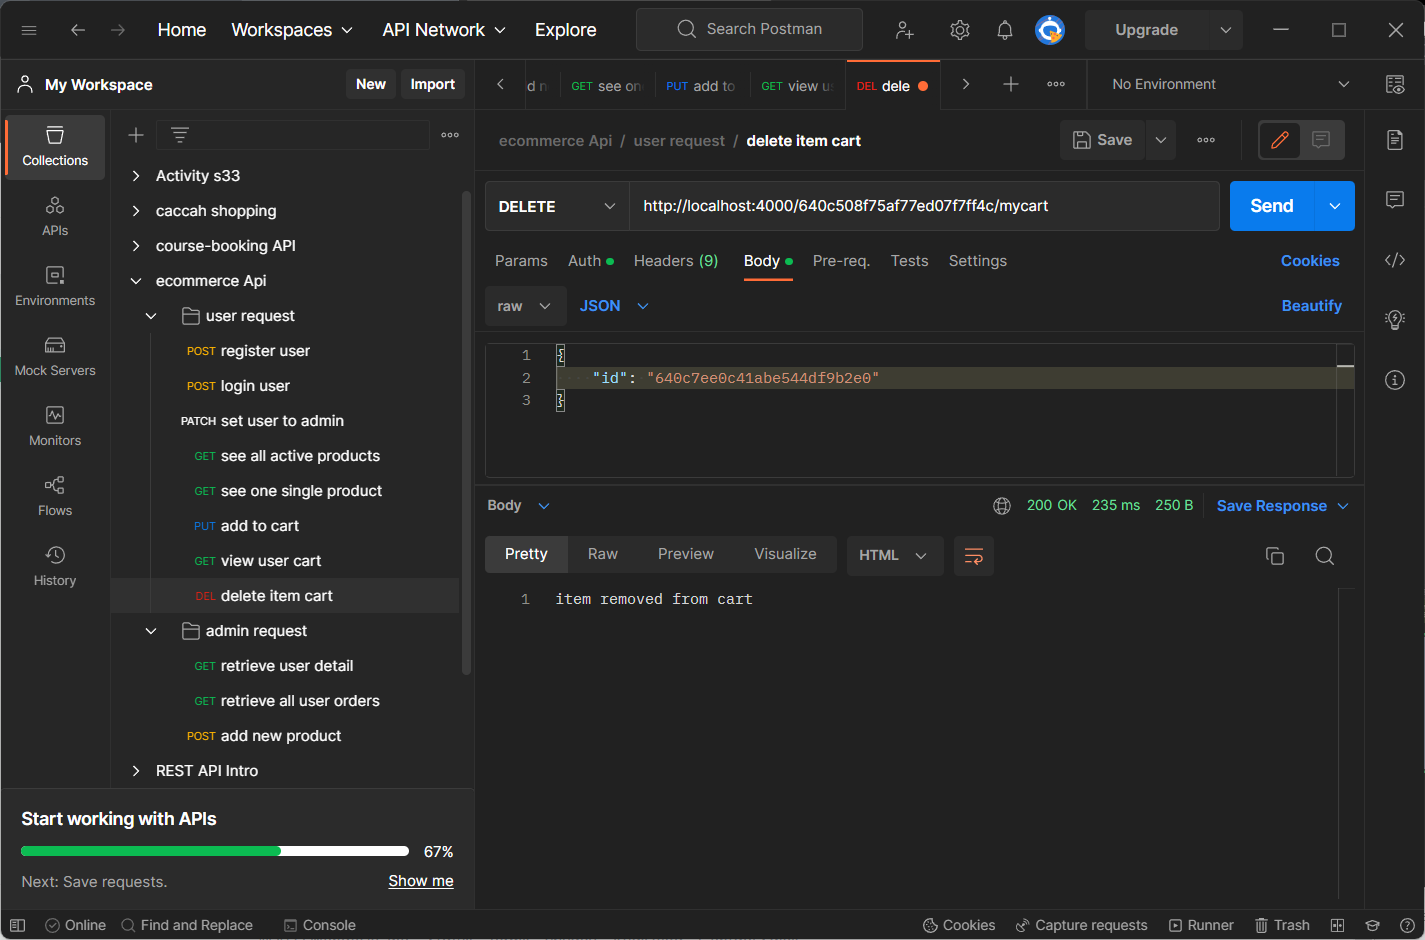 Home Workspaces API Network Explore Search Postman Upgrade
My Workspace New Import
GET see PUT add to GET view DEL dele No Environment
Collections
APIs
Environments
Mock Servers
Monitors
Flows
History
Activity s33
caccah shopping
course-booking API
ecommerce Api
user request
POST register user
POST login user
PATCH set user to admin
GET see all active products
GET see one single product
PUT add to cart
GET view user cart
DEL delete item cart
admin request
GET retrieve user detail
GET retrieve all user orders
POST add new product
REST API Intro
Start working with APIs
67%
Next: Save requests. Show me
ecommerce Api / user request / delete item cart Save
DELETE http://localhost:4000/640c508f75af77ed07f7ff4c/mycart Send
Params Auth Headers (9) Body Pre-req. Tests Settings Cookies
raw JSON Beautify
1 {
2 "id": "640c7ee0c41abe544df9b2e0"
3 }
Body 200 OK 235 ms 250 B Save Response
Pretty Raw Preview Visualize HTML
1 item removed from cart
Online Find and Replace Console Cookies Capture requests Runner Trash